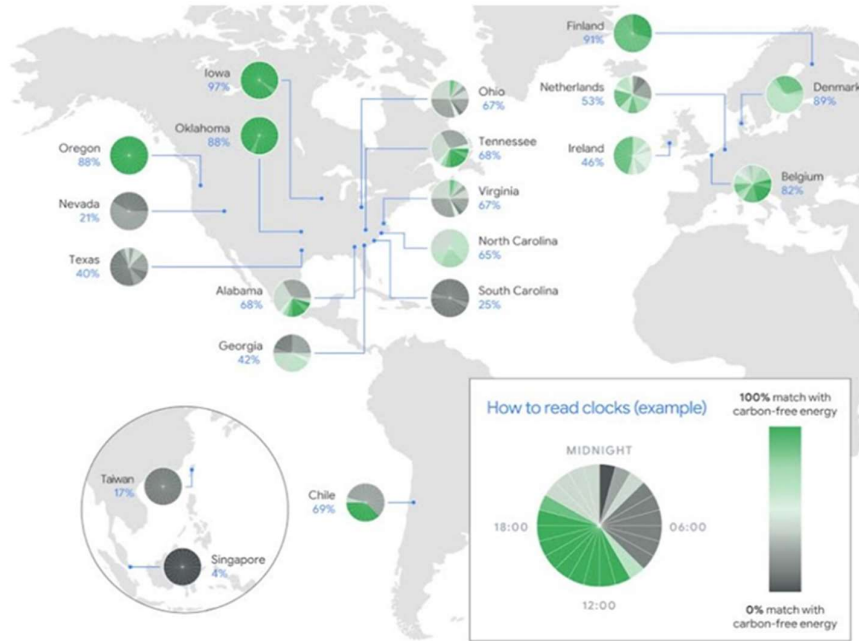 Finland
91%
Iowa
97%
Ohio
67%
Netherlands
53%
Denmark
89%
Oklahoma
88%
Oregon
88%
Tennessee
68%
Ireland
46%
Belgium
82%
Nevada
21%
Virginia
67%
Texas
40%
North Carolina
65%
Alabama
68%
South Carolina
25%
Georgia
42%
Taiwan
17%
Singapore
4%
Chile
69%
How to read clocks (example)
MIDNIGHT
18:00
06:00
12:00
100% match with
carbon-free energy
0% match with
carbon-free energy